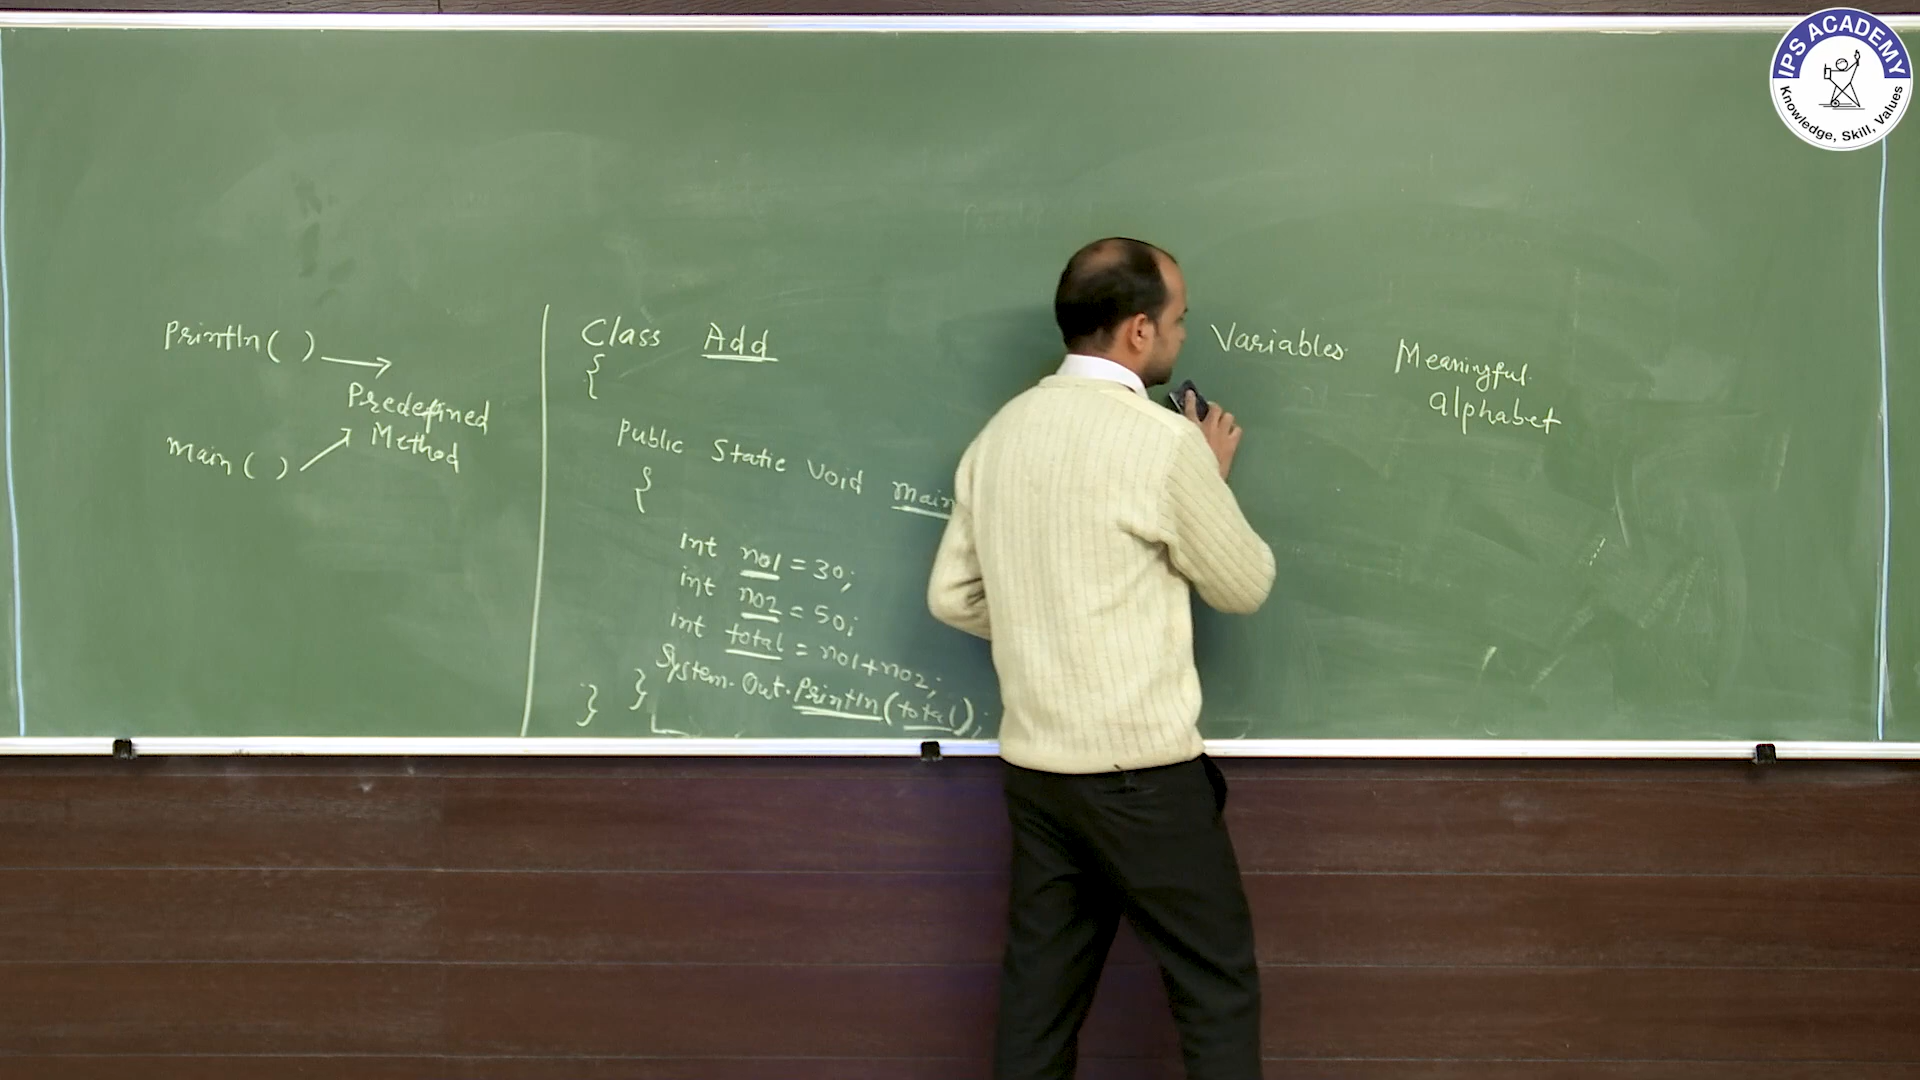 Println( )
Predefined
Method
main( )
Class Add
{
Public Static Void main
{
int no1 = 30;
int no2 = 50;
int total = no1+no2;
System.Out.Println(total);
}
}
Variables
Meaningful
alphabet
IPS ACADEMY
Knowledge, Skill, Values